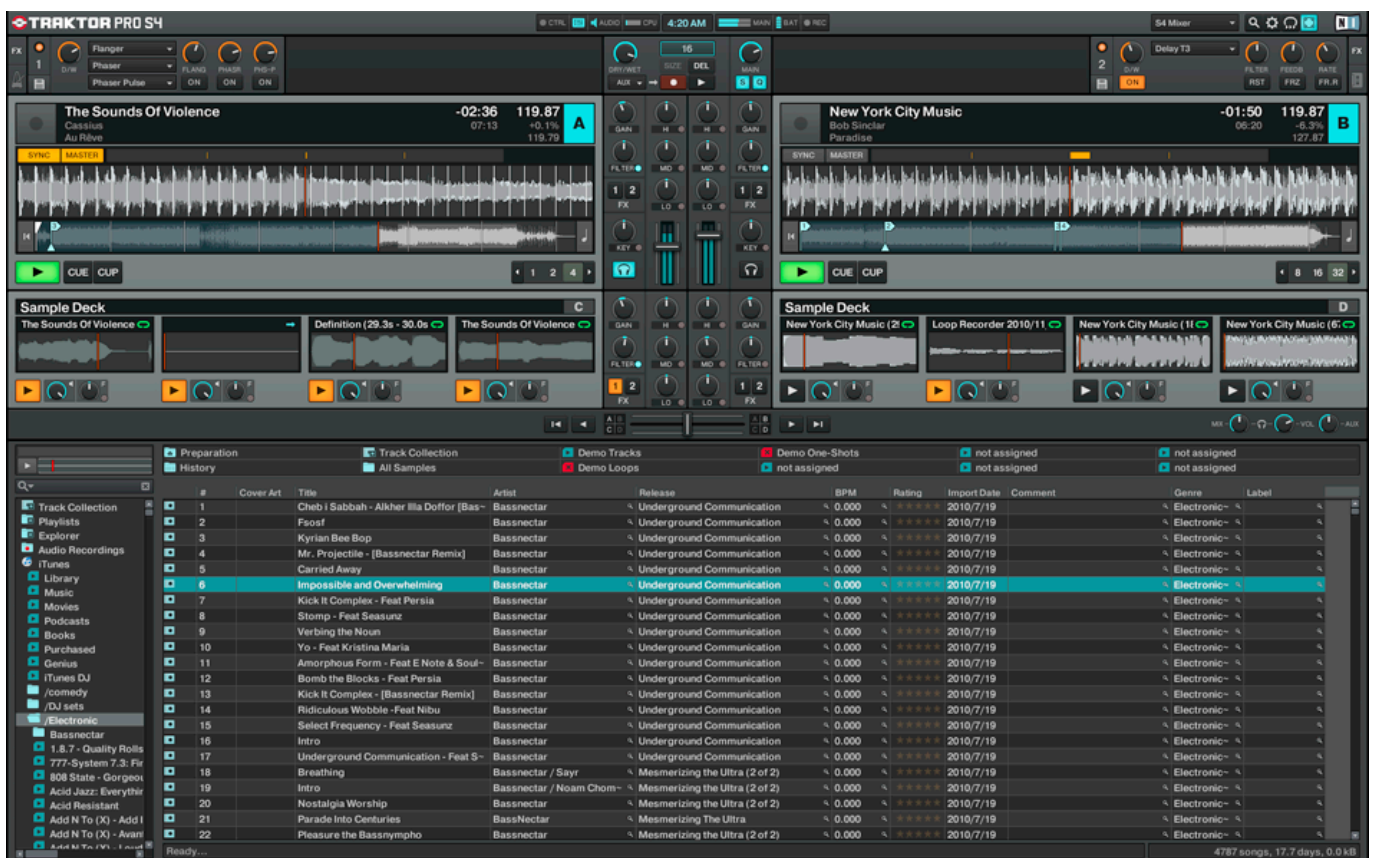 TRAKTOR PRO S4
CTRL AUDIO CPU 4:20 AM MAIN BAT REC
S4 Mixer
FX 1 D/W Flanger FLANG PHASR PHS-P
Phaser
Phaser Pulse ON ON ON
DRY/WET 16 MAIN
SIZE DEL
AUX S Q
2 D/W Delay T3 FILTER FEEDB RATE FX
ON RST FRZ FR.R
The Sounds Of Violence -02:36 119.87 A
Cassius 07:13 +0.1%
Au Rêve 119.79
SYNC MASTER
CUE CUP 1 2 4
GAIN HI HI GAIN
FILTER MID MID FILTER
1 2 LO LO 1 2
FX FX
KEY KEY
New York City Music -01:50 119.87 B
Bob Sinclar 06:20 -6.3%
Paradise 127.87
SYNC MASTER
CUE CUP 8 16 32
Sample Deck C
The Sounds Of Violence Definition (29.3s - 30.0s The Sounds Of Violence
GAIN HI HI GAIN
FILTER MID MID FILTER
1 2 LO LO 1 2
FX FX
Sample Deck D
New York City Music (2 Loop Recorder 2010/11 New York City Music (1 New York City Music (6:
A B C D A B C D
MIX VOL AUX
Preparation Track Collection Demo Tracks Demo One-Shots not assigned not assigned
History All Samples Demo Loops not assigned not assigned not assigned
Track Collection
Playlists
Explorer
Audio Recordings
iTunes
Library
Music
Movies
Podcasts
Books
Purchased
Genius
iTunes DJ
/comedy
/DJ sets
/Electronic
Bassnectar
1.8.7 - Quality Rolls
777-System 7.3: Fir
808 State - Gorgeou
Acid Jazz: Everythin
Acid Resistant
Add N To (X) - Add I
Add N To (X) - Avant
Add N To (X) - Loud
# Cover Art Title Artist Release BPM Rating Import Date Comment Genre Label
1 Cheb i Sabbah - Alkher Illa Doffor [Bas~ Bassnectar Underground Communication 0.000 2010/7/19 Electronic~
2 Fsosf Bassnectar Underground Communication 0.000 2010/7/19 Electronic~
3 Kyrian Bee Bop Bassnectar Underground Communication 0.000 2010/7/19 Electronic~
4 Mr. Projectile - [Bassnectar Remix] Bassnectar Underground Communication 0.000 2010/7/19 Electronic~
5 Carried Away Bassnectar Underground Communication 0.000 2010/7/19 Electronic~
6 Impossible and Overwhelming Bassnectar Underground Communication 0.000 2010/7/19 Electronic~
7 Kick It Complex - Feat Persia Bassnectar Underground Communication 0.000 2010/7/19 Electronic~
8 Stomp - Feat Seasunz Bassnectar Underground Communication 0.000 2010/7/19 Electronic~
9 Verbing the Noun Bassnectar Underground Communication 0.000 2010/7/19 Electronic~
10 Yo - Feat Kristina Maria Bassnectar Underground Communication 0.000 2010/7/19 Electronic~
11 Amorphous Form - Feat E Note & Soul~ Bassnectar Underground Communication 0.000 2010/7/19 Electronic~
12 Bomb the Blocks - Feat Persia Bassnectar Underground Communication 0.000 2010/7/19 Electronic~
13 Kick It Complex - [Bassnectar Remix] Bassnectar Underground Communication 0.000 2010/7/19 Electronic~
14 Ridiculous Wobble -Feat Nibu Bassnectar Underground Communication 0.000 2010/7/19 Electronic~
15 Select Frequency - Feat Seasunz Bassnectar Underground Communication 0.000 2010/7/19 Electronic~
16 Intro Bassnectar Underground Communication 0.000 2010/7/19 Electronic~
17 Underground Communication - Feat S~ Bassnectar Underground Communication 0.000 2010/7/19 Electronic~
18 Breathing Bassnectar / Sayr Mesmerizing the Ultra (2 of 2) 0.000 2010/7/19 Electronic~
19 Intro Bassnectar / Noam Chom~ Mesmerizing the Ultra (2 of 2) 0.000 2010/7/19 Electronic~
20 Nostalgia Worship Bassnectar Mesmerizing the Ultra (2 of 2) 0.000 2010/7/19 Electronic~
21 Parade Into Centuries BassNectar Mesmerizing The Ultra 0.000 2010/7/19 Electronic~
22 Pleasure the Bassnympho Bassnectar Mesmerizing the Ultra (2 of 2) 0.000 2010/7/19 Electronic~
Ready... 4787 songs, 17.7 days, 0.0 kB